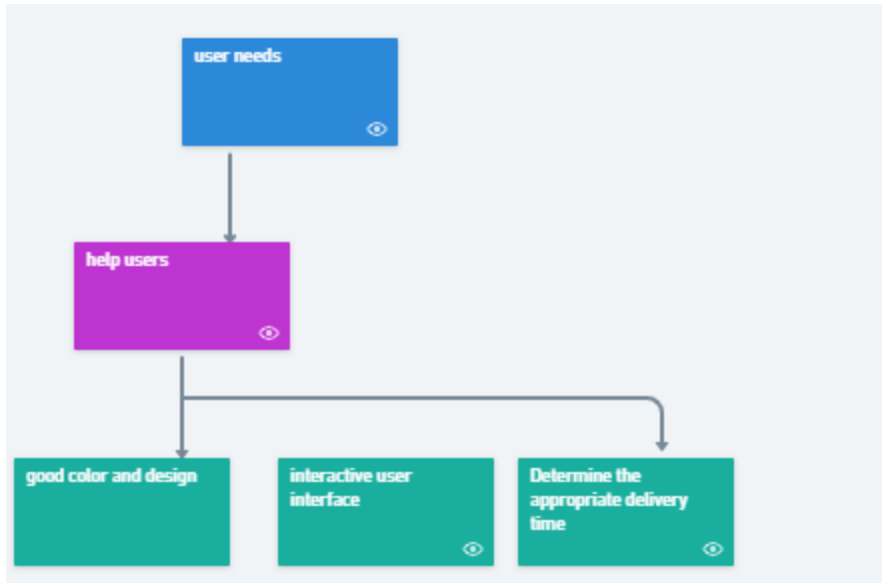 user needs
help users
good color and design
interactive user
interface
Determine the
appropriate delivery
time